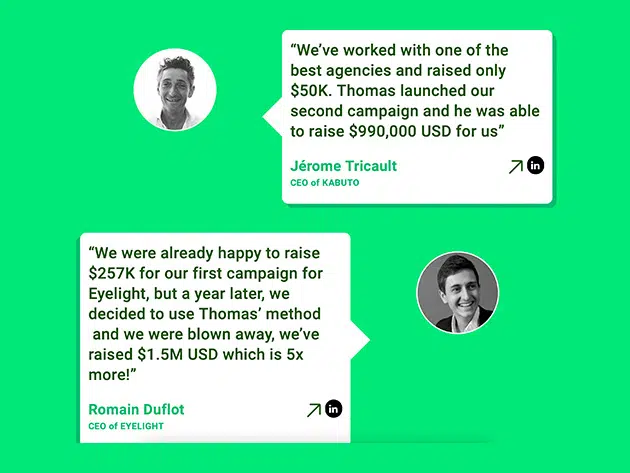 “We’ve worked with one of the
best agencies and raised only
$50K. Thomas launched our
second campaign and he was able
to raise $990,000 USD for us”
Jérome Tricault
in
CEO of KABUTO
“We were already happy to raise
$257K for our first campaign for
Eyelight, but a year later, we
decided to use Thomas’ method
and we were blown away, we’ve
raised $1.5M USD which is 5x
more!”
Romain Duflot
in
CEO of EYELIGHT